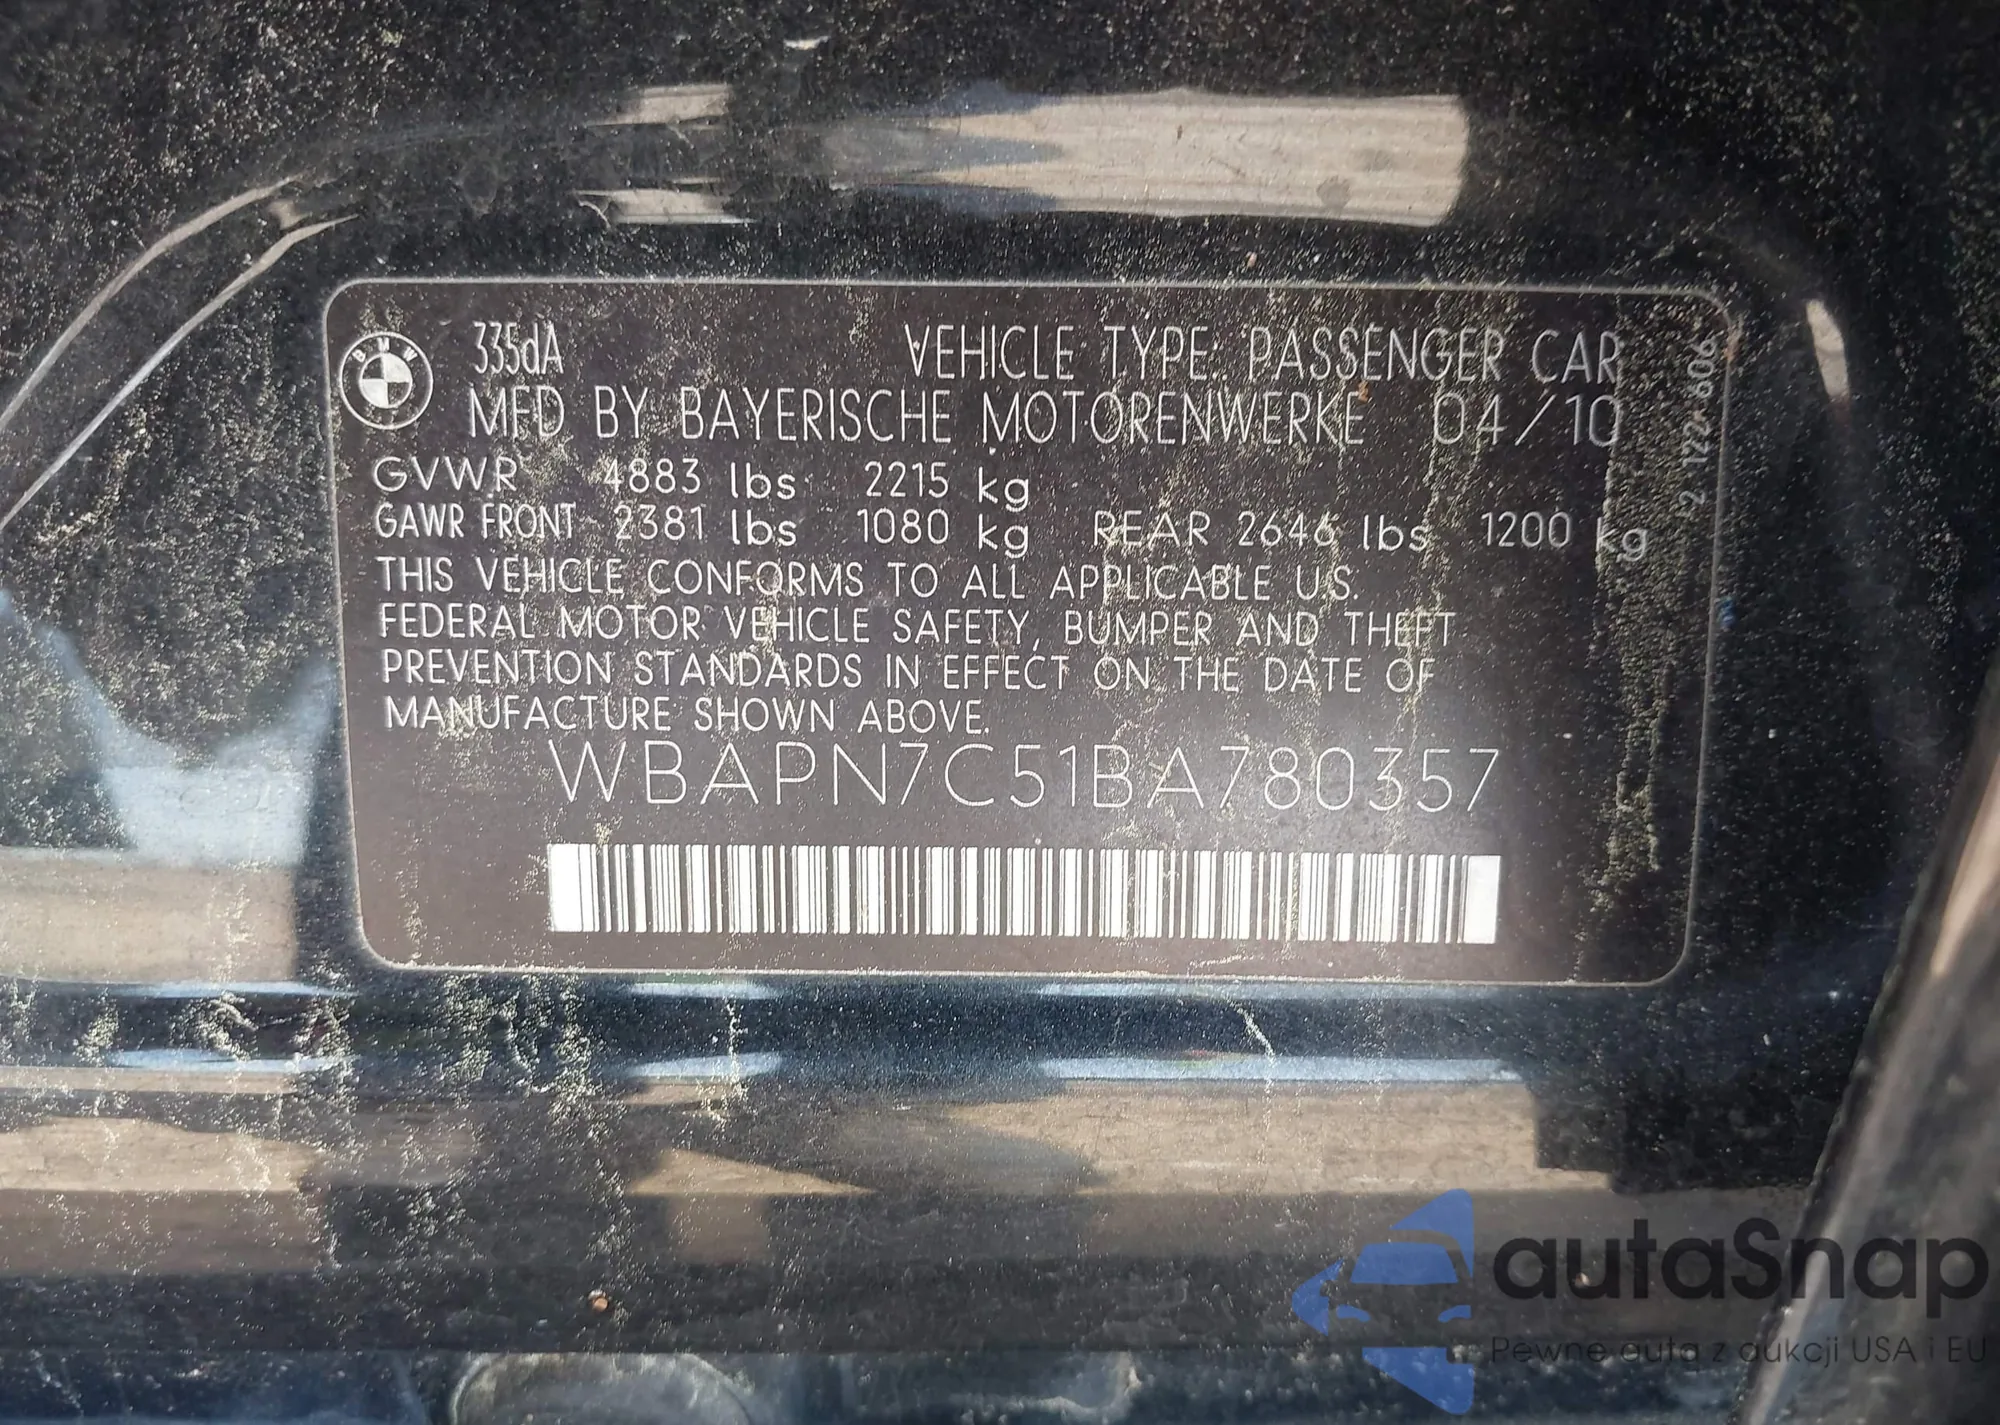 BMW
335dA VEHICLE TYPE: PASSENGER CAR
MFD BY BAYERISCHE MOTORENWERKE 04/10
GVWR 4883 lbs 2215 kg
GAWR FRONT 2381 lbs 1080 kg REAR 2646 lbs 1200 kg
THIS VEHICLE CONFORMS TO ALL APPLICABLE U.S.
FEDERAL MOTOR VEHICLE SAFETY, BUMPER AND THEFT
PREVENTION STANDARDS IN EFFECT ON THE DATE OF
MANUFACTURE SHOWN ABOVE.
WBAPN7C51BA780357
autaSnap
Pewne auta z aukcji USA i EU